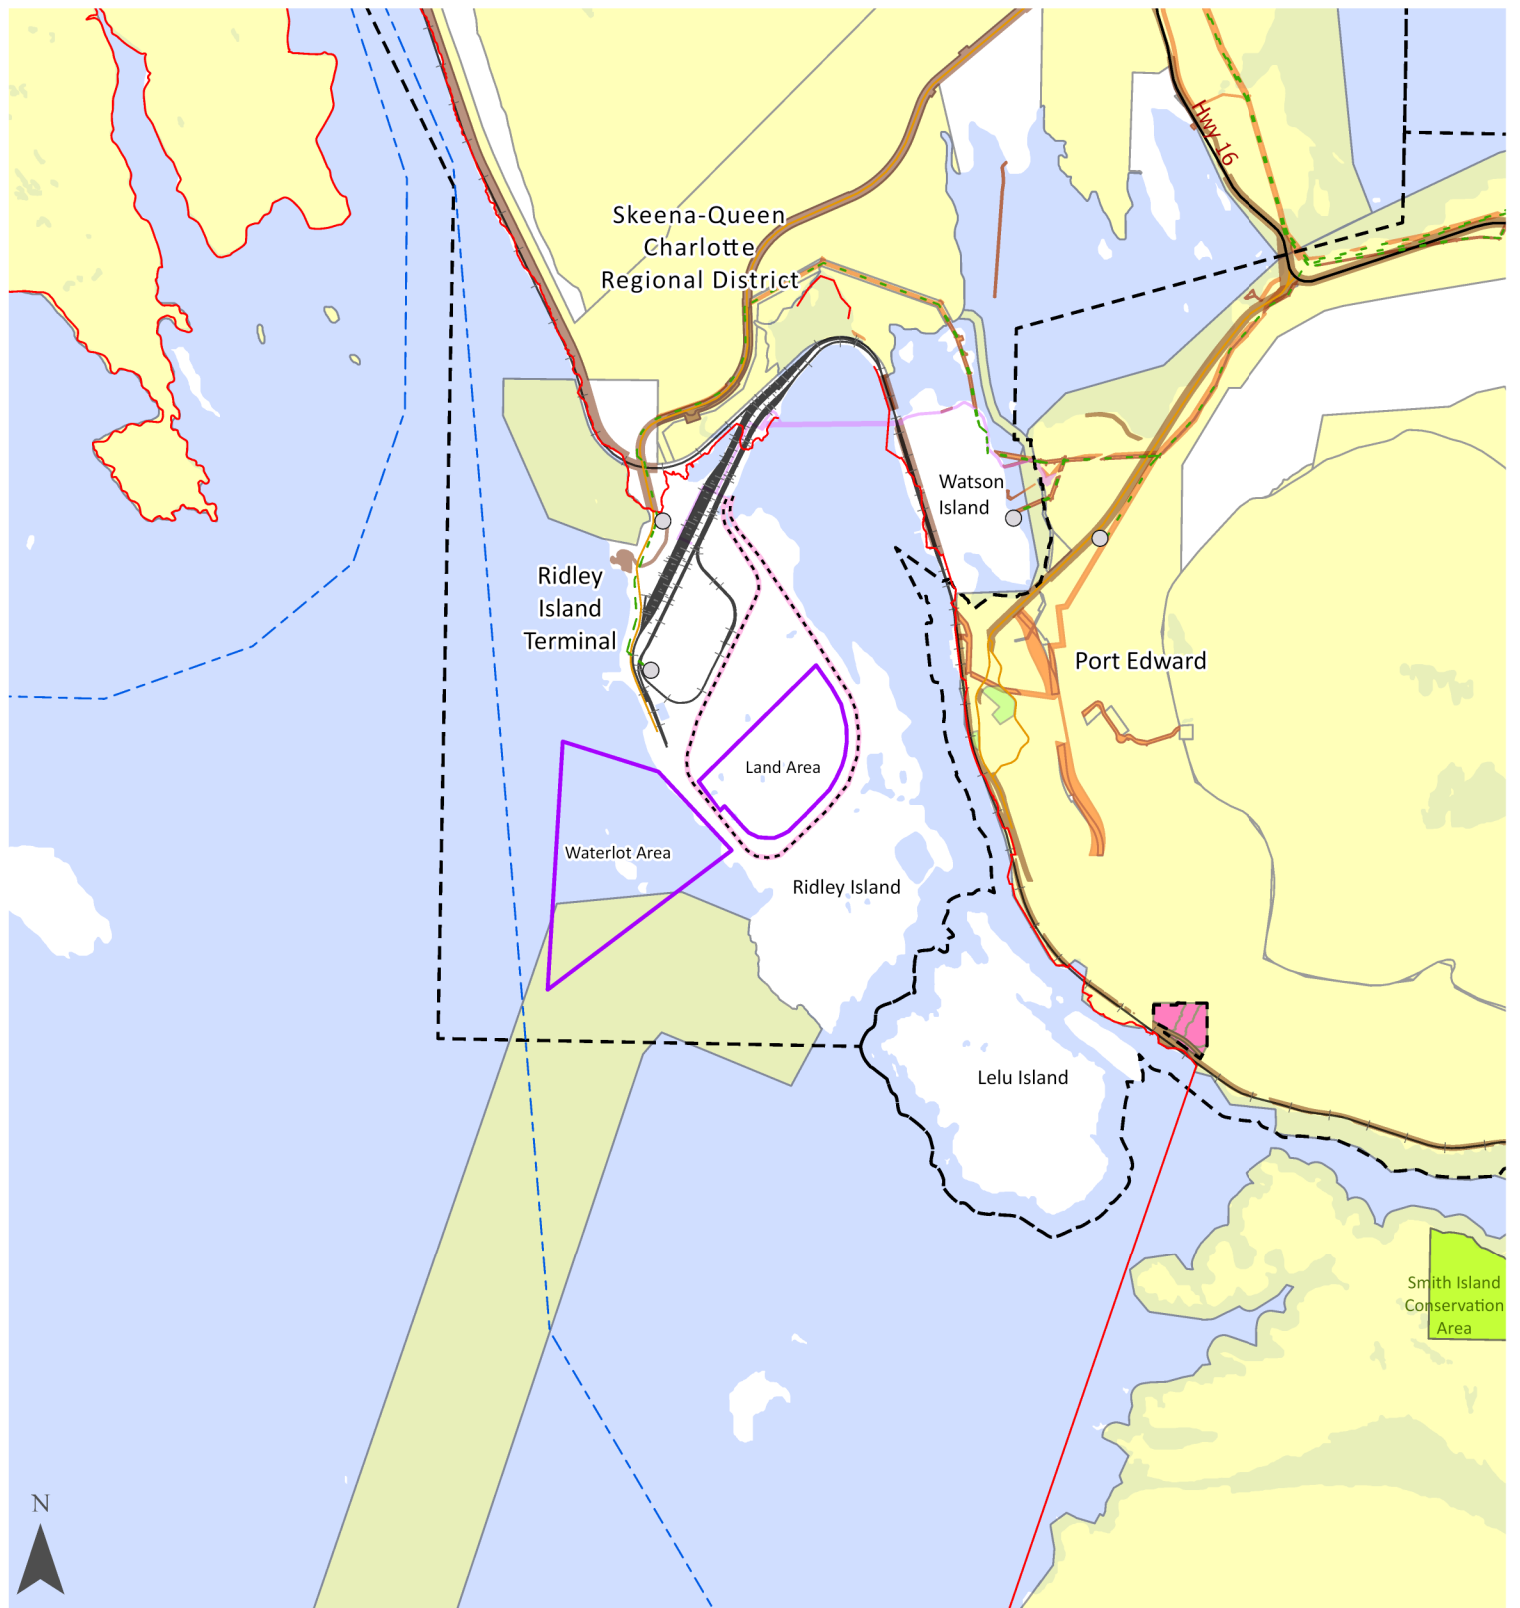 Hwy 16
Skeena-Queen
Charlotte
Regional District
Watson
Island
Ridley
Island
Terminal
Port Edward
Land Area
Waterlot Area
Ridley Island
Lelu Island
Smith Island
Conservation
Area
N